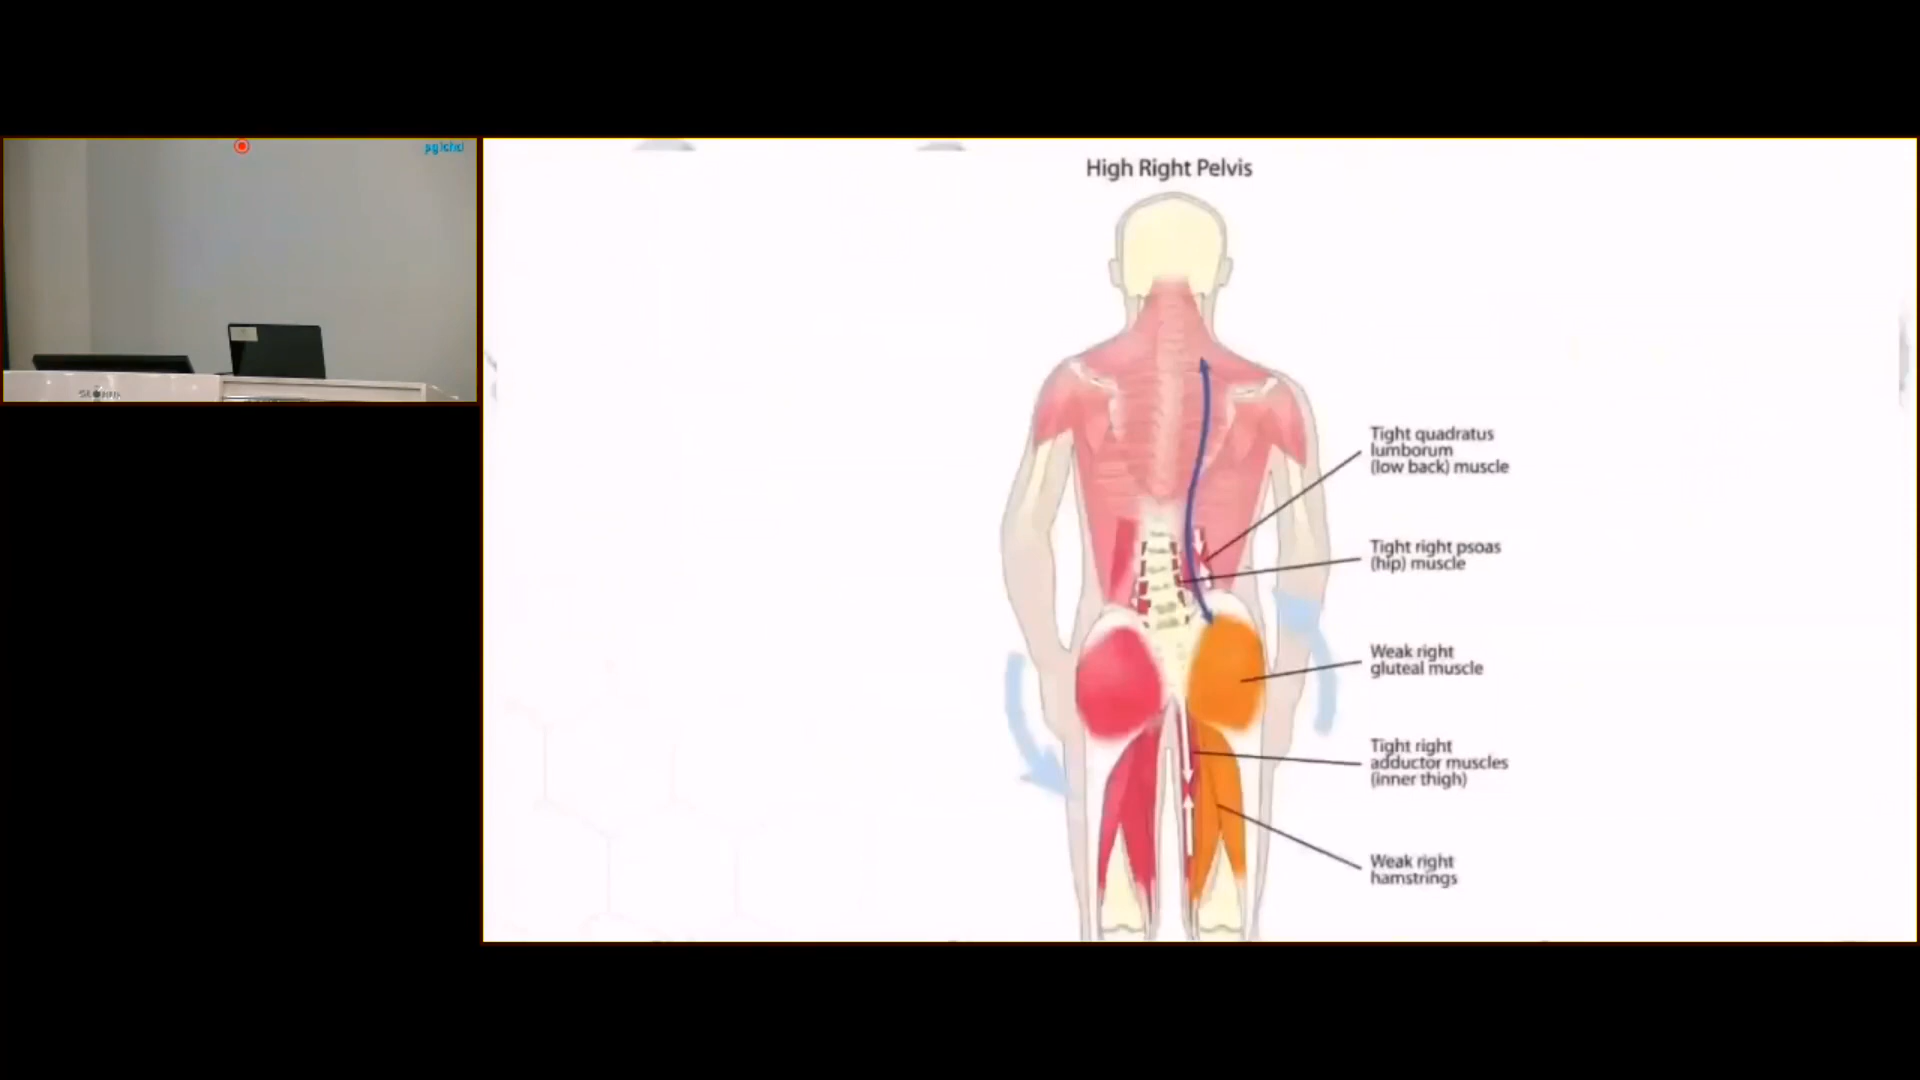 High Right Pelvis
Tight quadratus
lumborum
(low back) muscle
Tight right psoas
(hip) muscle
Weak right
gluteal muscle
Tight right
adductor muscles
(inner thigh)
Weak right
hamstrings